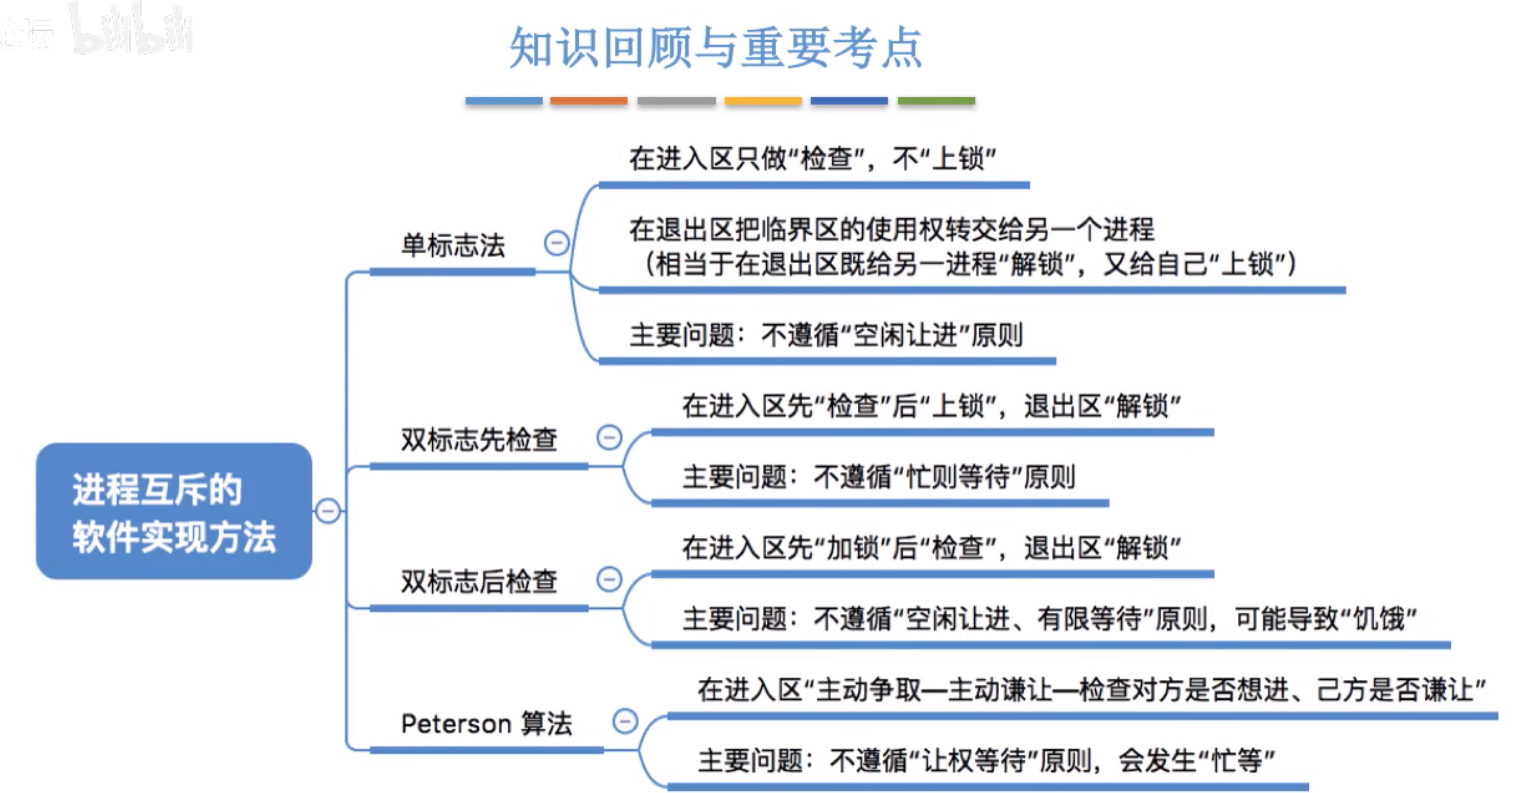 bilibili
知识回顾与重要考点
在进入区只做“检查”，不“上锁”
单标志法
在退出区把临界区的使用权转交给另一个进程
（相当于在退出区既给另一进程“解锁”，又给自己“上锁”）
主要问题：不遵循“空闲让进”原则
在进入区先“检查”后“上锁”，退出区“解锁”
双标志先检查
主要问题：不遵循“忙则等待”原则
进程互斥的
软件实现方法
在进入区先“加锁”后“检查”，退出区“解锁”
双标志后检查
主要问题：不遵循“空闲让进、有限等待”原则，可能导致“饥饿”
在进入区“主动争取—主动谦让—检查对方是否想进、己方是否谦让”
Peterson 算法
主要问题：不遵循“让权等待”原则，会发生“忙等”